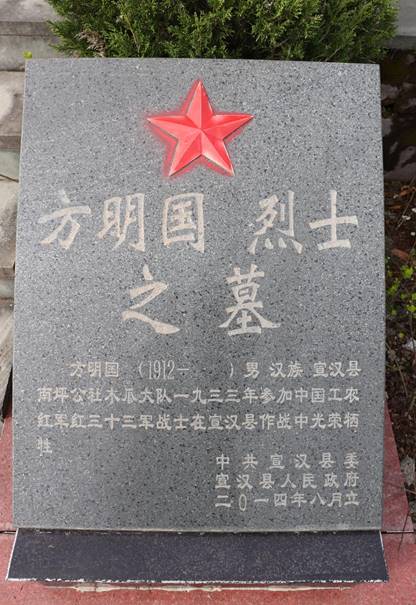 方明国 烈士
之墓
方明国 (1912— ) 男 汉族 宣汉县
南坪公社木瓜大队一九三三年参加中国工农
红军红三十三军战士在宣汉县作战中光荣牺
牲
中共宣汉县委
宣汉县人民政府
二0一四年八月立